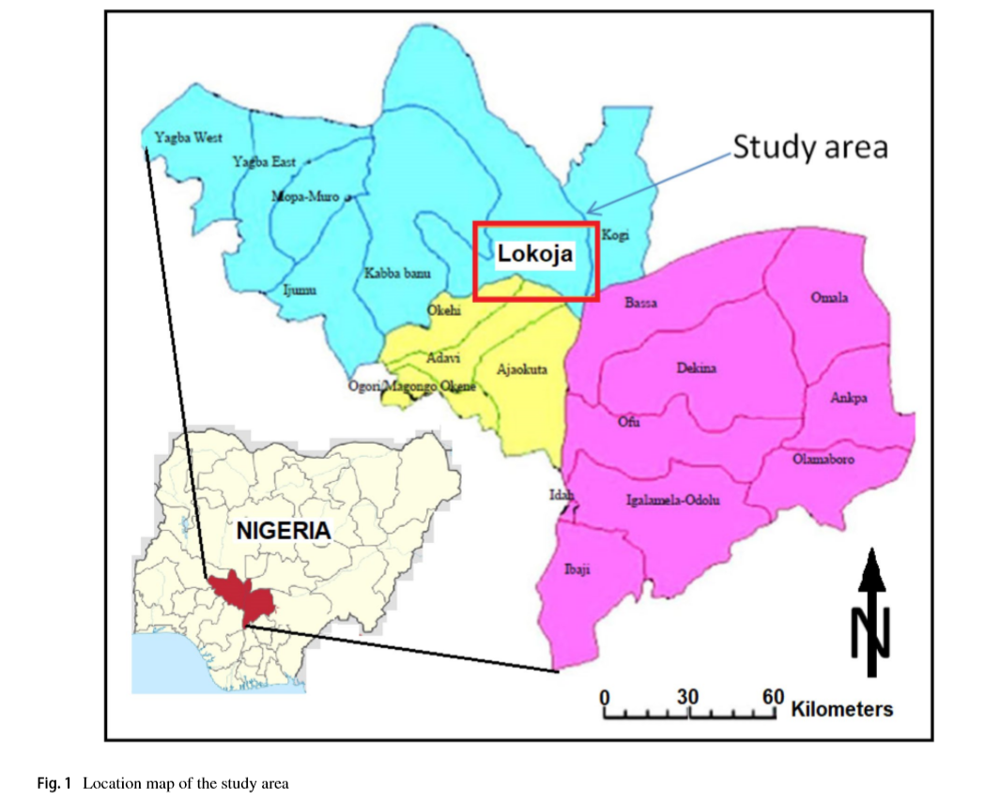 Study area
Yagba West
Yagba East
Mopa-Muro
Kogi
Lokoja
Kabba banu
Ijumu
Bassa
Omala
Okehi
Adavi
Ajaokuta
Dekina
Ogori/Magongo Okene
Ankpa
Ofu
Olamaboro
Idah
Igalamela-Odolu
NIGERIA
Ibaji
N
0 30 60 Kilometers
Fig. 1 Location map of the study area